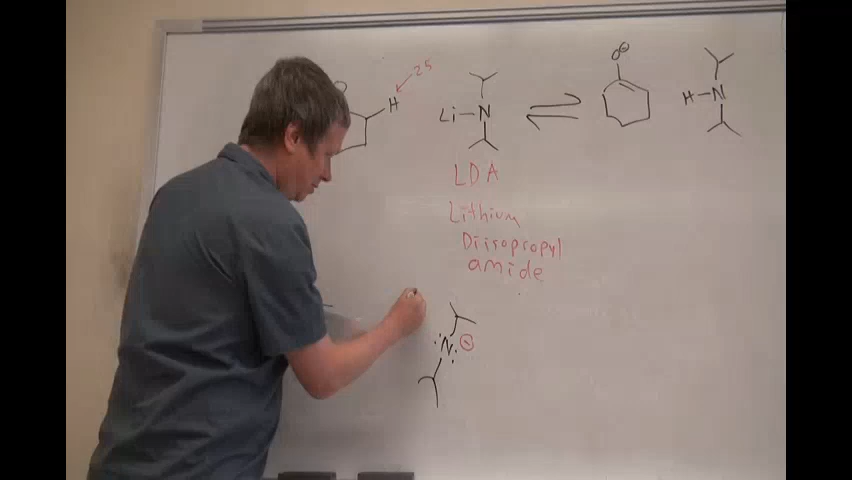 O
25
H
Li—N
O⊖
H—N
LDA
Lithium
Diisopropyl
amide
N ⊖